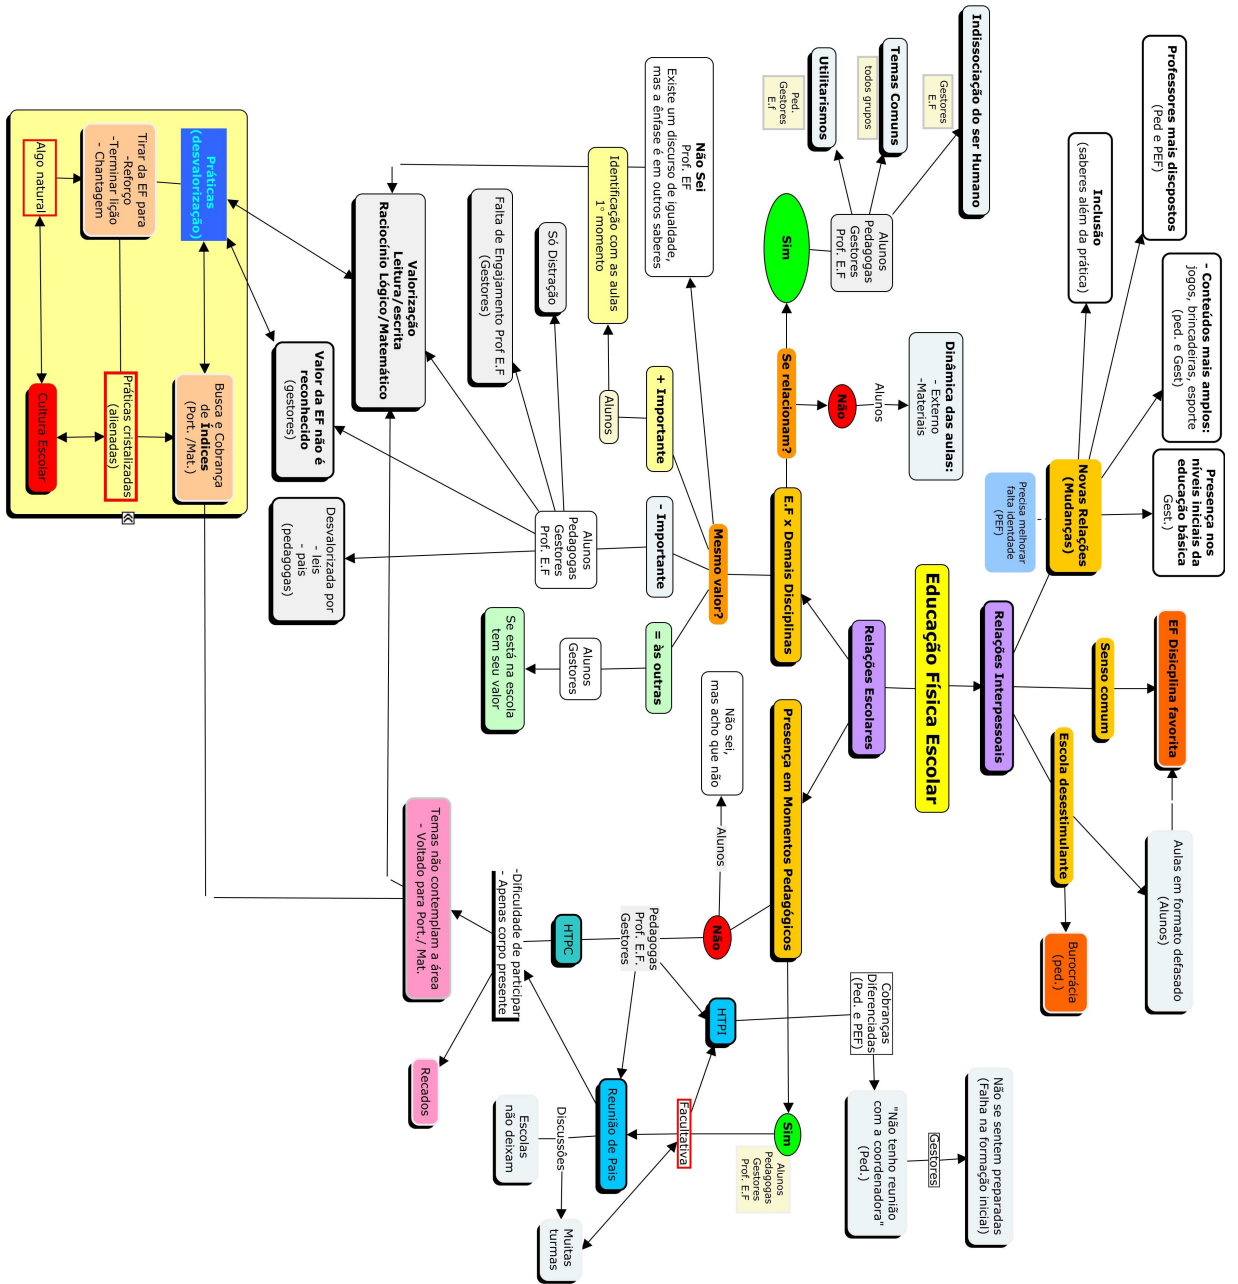 EF Disicplina favorita
Senso comum
Escola desestimulante
Burocrácia
(ped.)
Aulas em formato defasado
(Alunos)
Presença nos
níveis iniciais da
educação básica
Gest.)
- Conteúdos mais amplos:
jogos, brincadeiras, esporte
(ped. e Gest)
Professores mais discpostos
(Ped e PEF)
Inclusão
(saberes além da prática)
Novas Relações
(Mudanças)
Precisa melhorar
falta identdade
(PEF)
Relações Interpessoais
Educação Física Escolar
Relações Escolares
Indissociação do ser Humano
Gestores
E.F
Temas Comuns
todos grupos
Utilitarismos
Ped.
Gestores
E.f
Alunos
Pedagogas
Gestores
Prof. E.F
Sim
Dinâmica das aulas:
- Externo
-Materiais
Alunos
Não
Se relacionam?
E.F x Demais Disciplinas
Presença em Momentos Pedagógicos
Não se sentem preparadas
(Falha na formação inicial)
Gestores
"Não tenho reunião
com a coordenadora"
(Ped.)
Cobranças
Diferenciadas
(Ped. e PEF)
Sim
Alunos
Pedagogas
Gestores
Prof. E.F
Não Sei
Prof. EF
Existe um discurso de igualdade,
mas a ênfase é em outros saberes
Mesmo valor?
Não sei,
mas acho que não
Alunos
Não
HTPI
Facultativa
+ Importante
- Importante
= às outras
Pedagogas
Prof. E.F.
Gestores
Identificação com as aulas
1° momento
Alunos
Alunos
Pedagogas
Gestores
Prof. E.F
Alunos
Gestores
Reunião de Pais
HTPC
Discussões
Muitas
turmas
Escolas
não deixam
Só Distração
Falta de Engajamento Prof E.F
(Gestores)
Se está na escola
tem seu valor
-Dificuldade de participar
- Apenas corpo presente
Valorização
Leitura/escrita
Raciocínio Lógico/Matemático
Temas não contemplam a área
- Voltado para Port./ Mat.
Recados
Valor da EF não é
reconhecido
(gestores)
Desvalorizada por
- leis
- pais
(pedagogas)
Práticas
(desvalorização)
Busca e Cobrança
de Índices
(Port. /Mat.)
Tirar da EF para
-Reforço
-Terminar lição
- Chantagem
Práticas cristalizadas
(alienadas)
Algo natural
Cultura Escolar